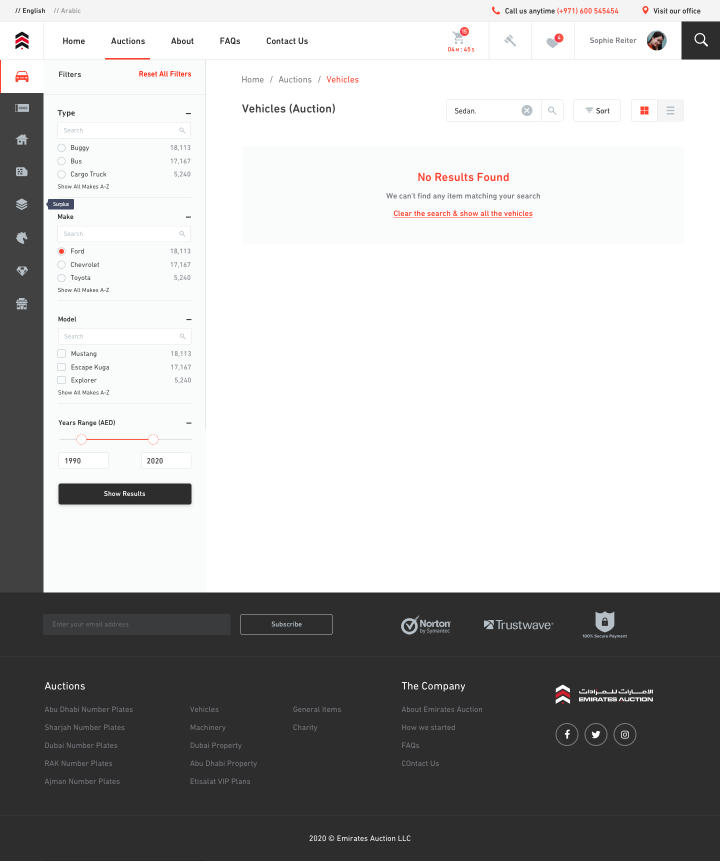 // English // Arabic
Call us anytime (+971) 600 545454 Visit our office
Home Auctions About FAQs Contact Us
15
04M : 45S
4
Sophie Reiter
Filters Reset All Filters
Home / Auctions / Vehicles
Vehicles (Auction)
Sedan.
Sort
Type
Search
Buggy 18,113
Bus 17,167
Cargo Truck 5,240
Show All Makes A-Z
No Results Found
We can't find any item matching your search
Clear the search & show all the vehicles
Surplus
Make
Search
Ford 18,113
Chevrolet 17,167
Toyota 5,240
Show All Makes A-Z
Model
Search
Mustang 18,113
Escape Kuga 17,167
Explorer 5,240
Show All Makes A-Z
Years Range (AED)
1990 2020
Show Results
Enter your email address
Subscribe
Norton
by Symantec
Trustwave
100% Secure Payment
Auctions
Abu Dhabi Number Plates Vehicles General Items
Sharjah Number Plates Machinery Charity
Dubai Number Plates Dubai Property
RAK Number Plates Abu Dhabi Property
Ajman Number Plates Etisalat VIP Plans
The Company
About Emirates Auction
How we started
FAQs
COntact Us
الامارات للمزادات
EMIRATES AUCTION
2020 © Emirates Auction LLC